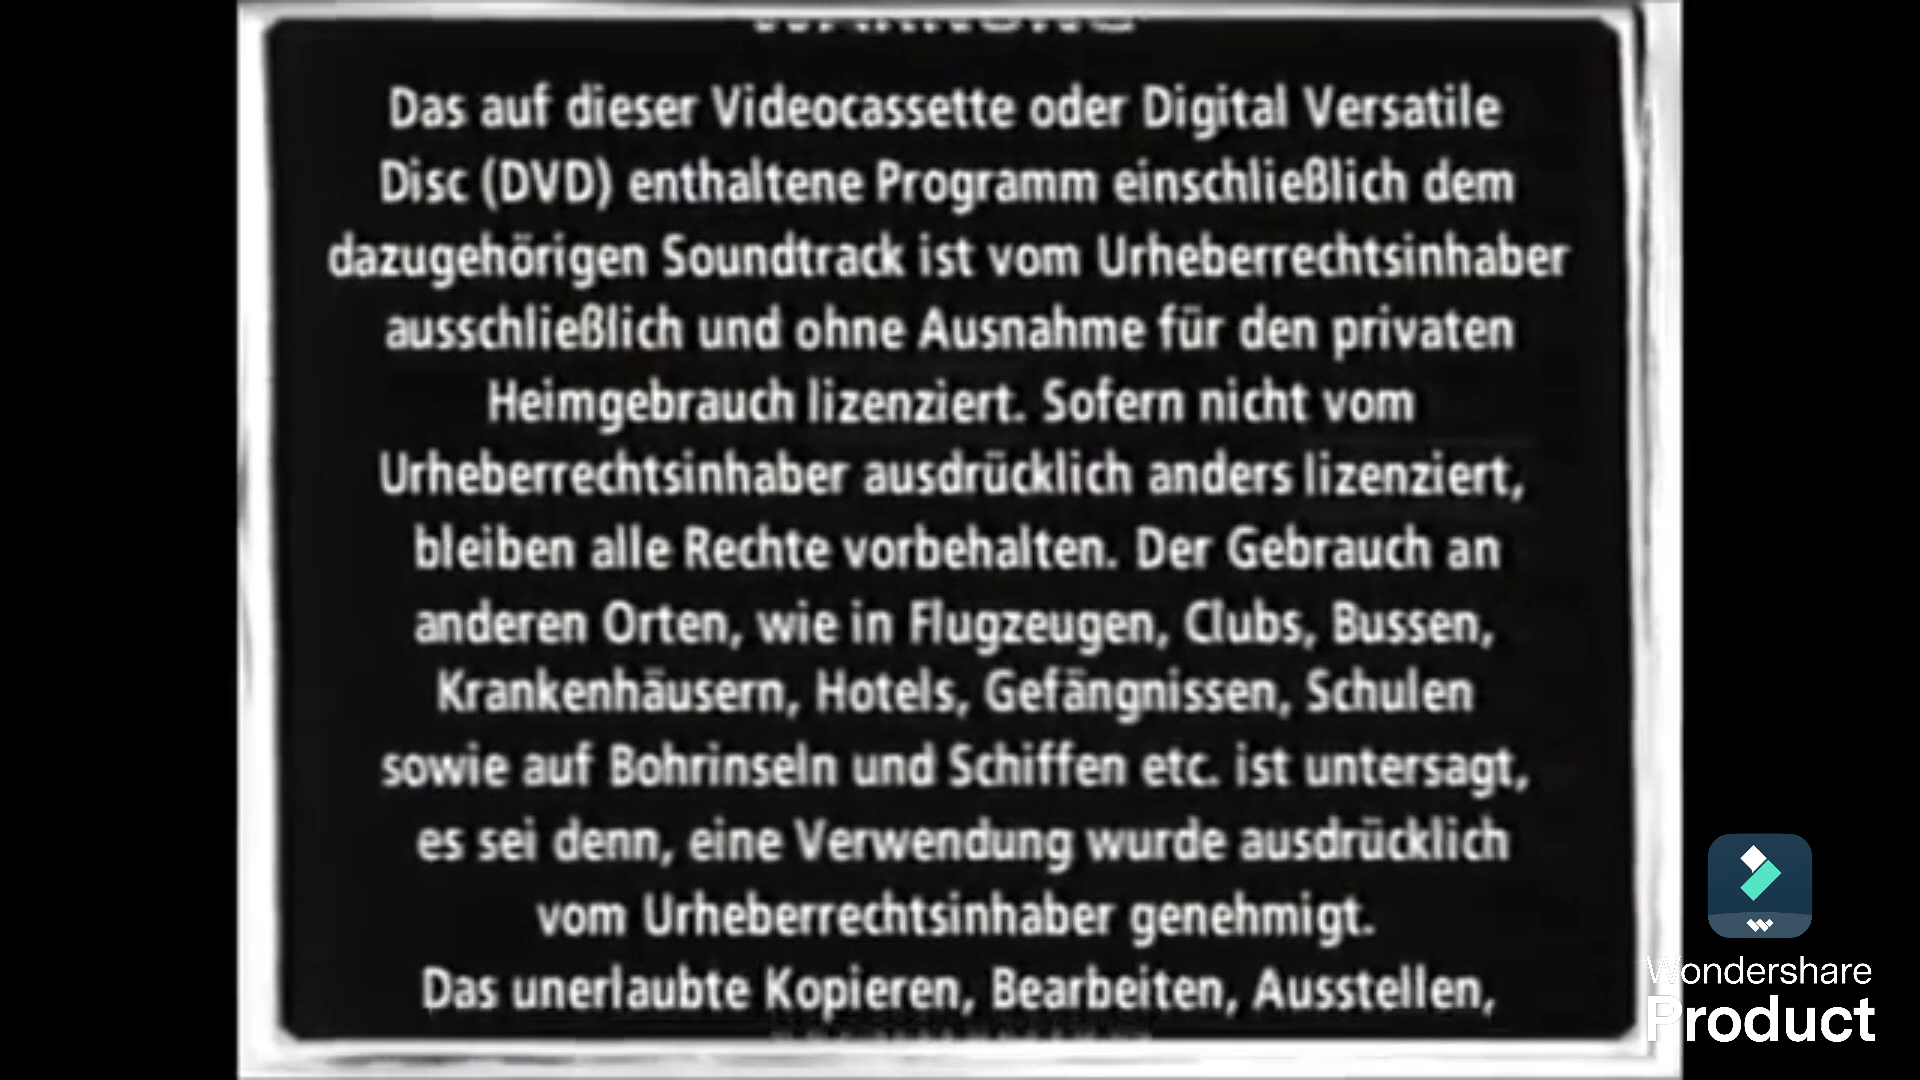 Das auf dieser Videocassette oder Digital Versatile
Disc (DVD) enthaltene Programm einschließlich dem
dazugehörigen Soundtrack ist vom Urheberrechtsinhaber
ausschließlich und ohne Ausnahme für den privaten
Heimgebrauch lizenziert. Sofern nicht vom
Urheberrechtsinhaber ausdrücklich anders lizenziert,
bleiben alle Rechte vorbehalten. Der Gebrauch an
anderen Orten, wie in Flugzeugen, Clubs, Bussen,
Krankenhäusern, Hotels, Gefängnissen, Schulen
sowie auf Bohrinseln und Schiffen etc. ist untersagt,
es sei denn, eine Verwendung wurde ausdrücklich
vom Urheberrechtsinhaber genehmigt.
Das unerlaubte Kopieren, Bearbeiten, Ausstellen,
Wondershare
Product